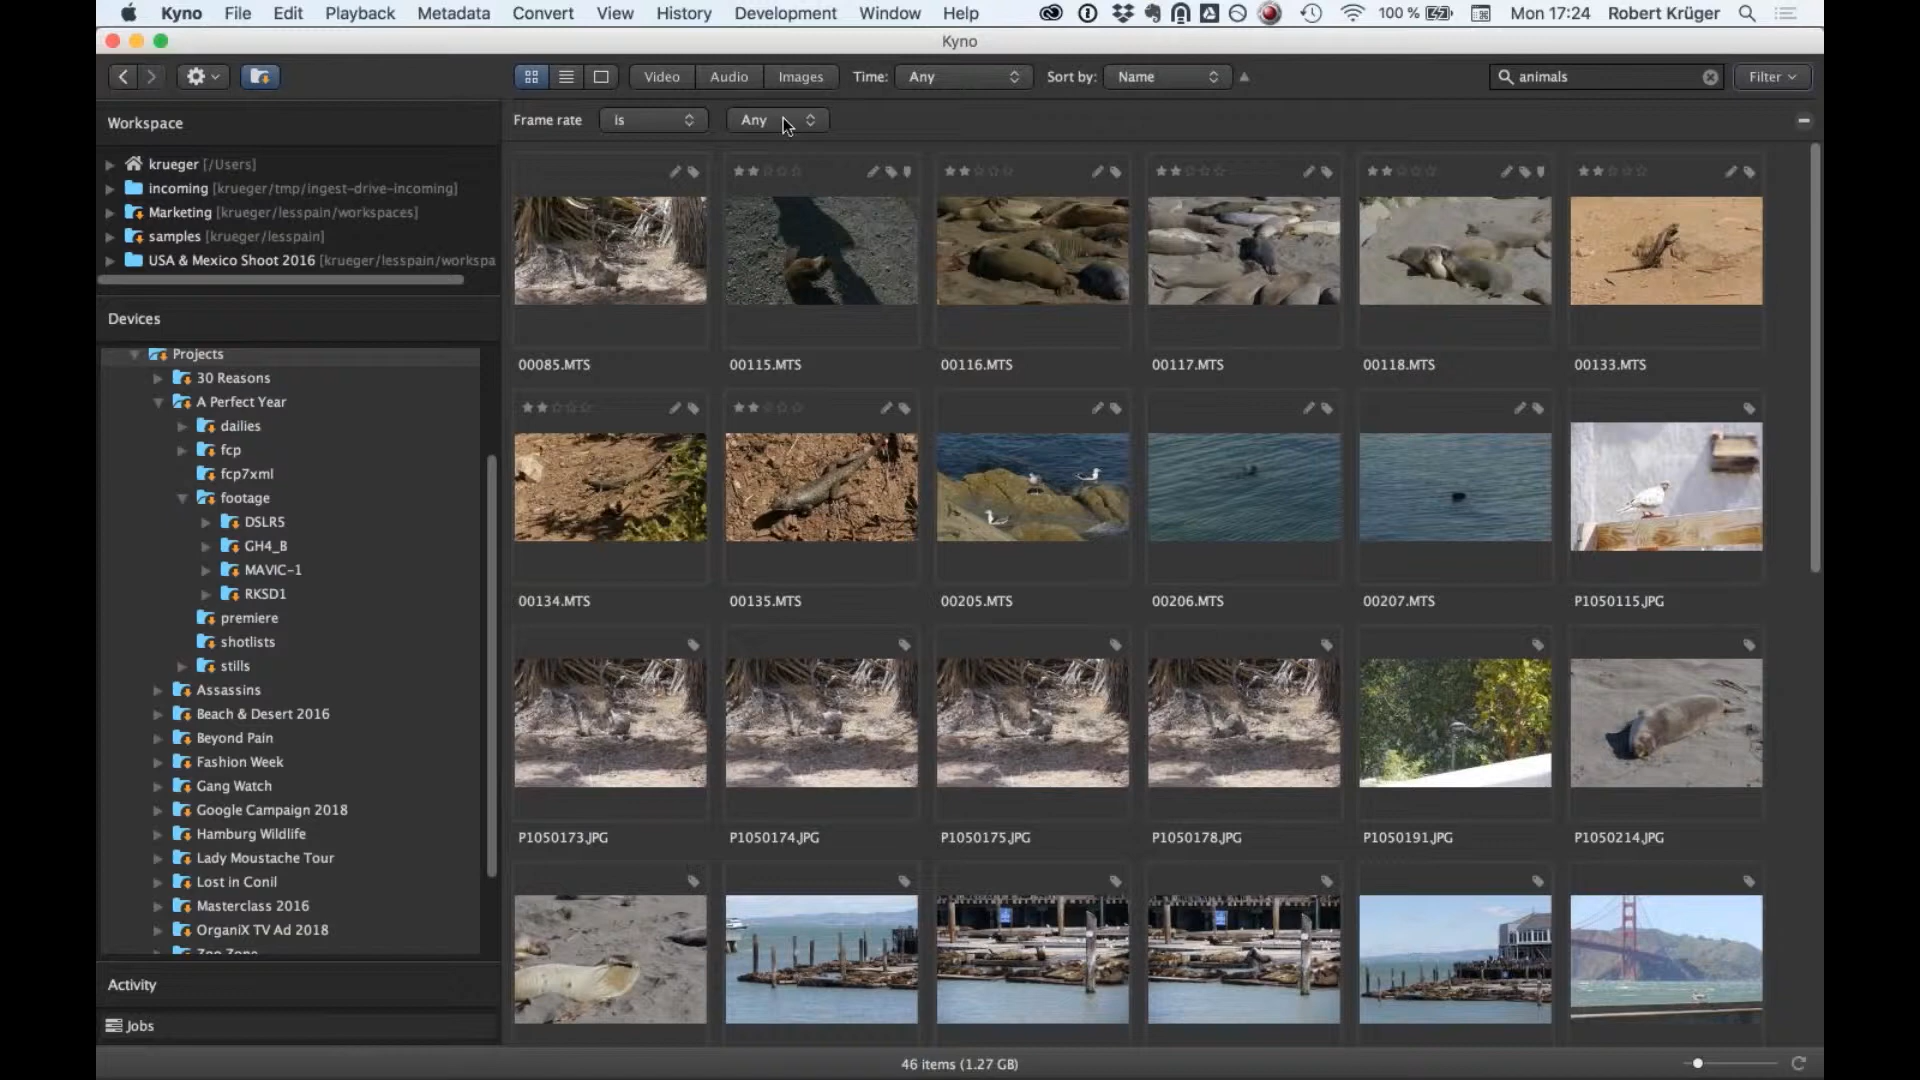 Kyno File Edit Playback Metadata Convert View History Development Window Help 100 % Mon 17:24 Robert Krüger
Kyno
Video Audio Images Time: Any Sort by: Name animals Filter
Workspace
Frame rate is Any
krueger [/Users]
incoming [krueger/tmp/ingest-drive-incoming]
Marketing [krueger/lesspain/workspaces]
samples [krueger/lesspain]
USA & Mexico Shoot 2016 [krueger/lesspain/workspa
Devices
Projects
30 Reasons
A Perfect Year
dailies
fcp
fcp7xml
footage
DSLR5
GH4_B
MAVIC-1
RKSD1
premiere
shotlists
stills
Assassins
Beach & Desert 2016
Beyond Pain
Fashion Week
Gang Watch
Google Campaign 2018
Hamburg Wildlife
Lady Moustache Tour
Lost in Conil
Masterclass 2016
OrganiX TV Ad 2018
Zoo Zone
Activity
Jobs
00085.MTS 00115.MTS 00116.MTS 00117.MTS 00118.MTS 00133.MTS
00134.MTS 00135.MTS 00205.MTS 00206.MTS 00207.MTS P1050115.JPG
P1050173.JPG P1050174.JPG P1050175.JPG P1050178.JPG P1050191.JPG P1050214.JPG
46 items (1.27 GB)